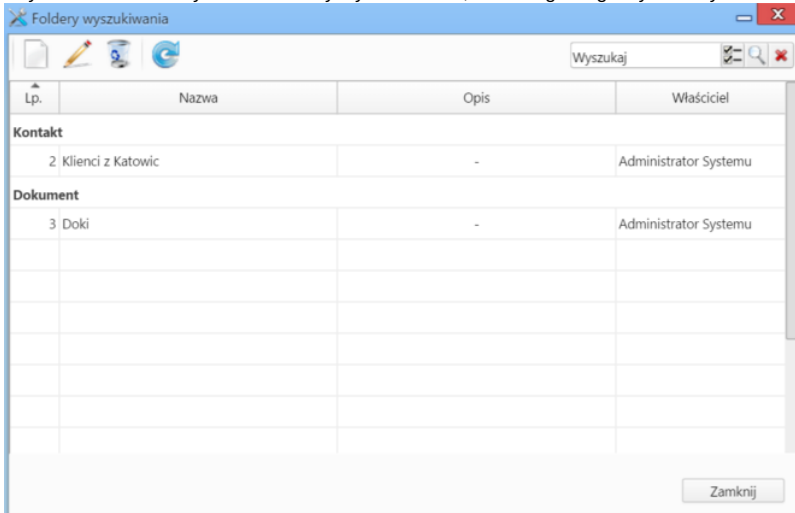 Foldery wyszukiwania
Wyszukaj
Lp. Nazwa Opis Właściciel
Kontakt
2 Klienci z Katowic - Administrator Systemu
Dokument
3 Doki - Administrator Systemu
Zamknij